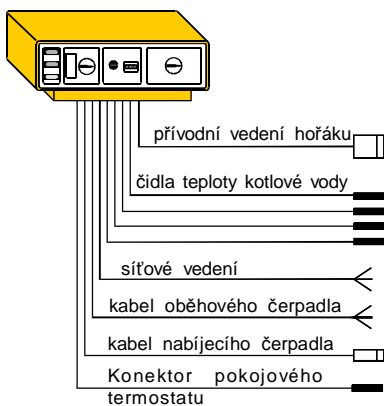 přívodní vedení hořáku
čidla teploty kotlové vody
síťové vedení
kabel oběhového čerpadla
kabel nabíjecího čerpadla
Konektor pokojového
termostatu